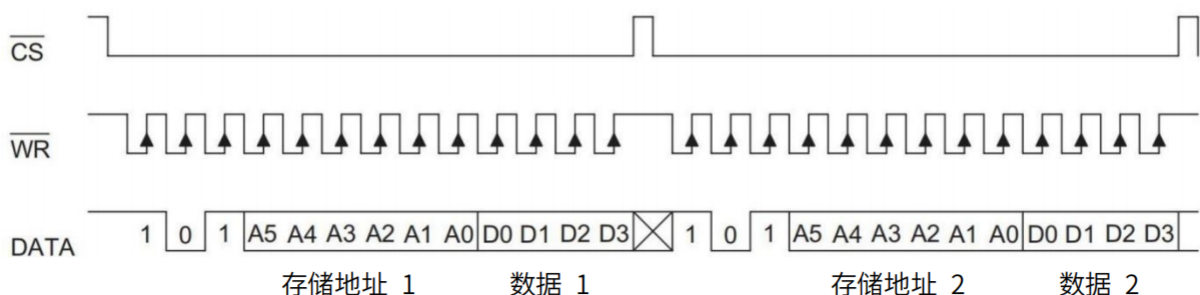 CS
WR
DATA 1 0 1 A5 A4 A3 A2 A1 A0 D0 D1 D2 D3 1 0 1 A5 A4 A3 A2 A1 A0 D0 D1 D2 D3
存储地址 1 数据 1 存储地址 2 数据 2